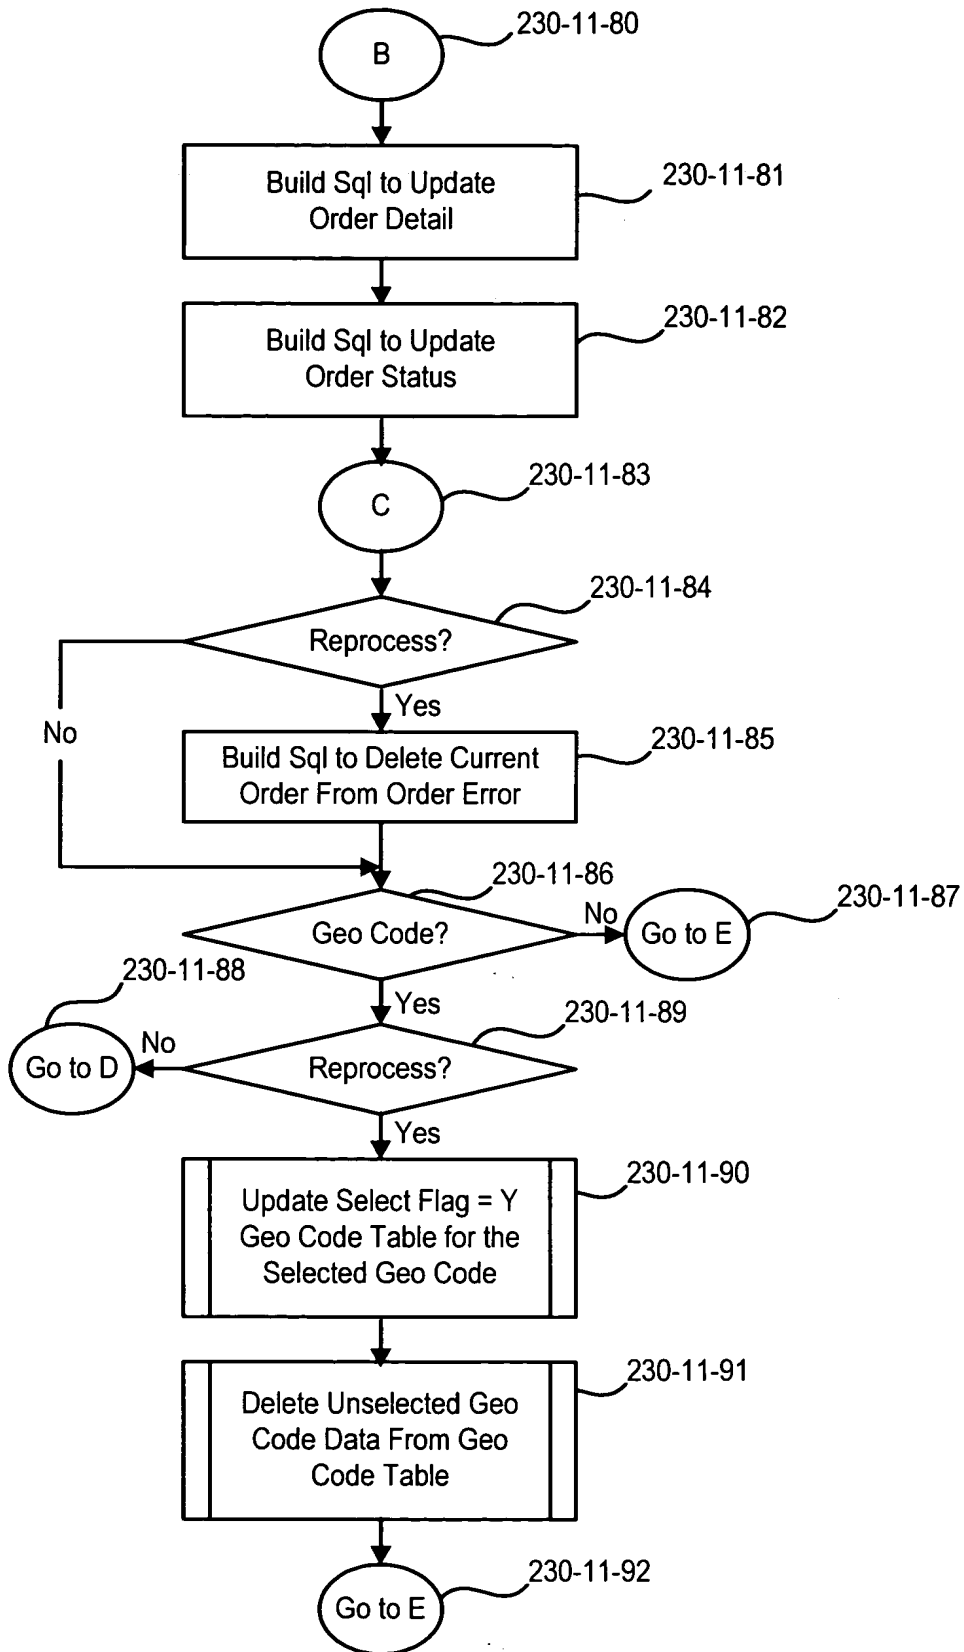 230-11-80
B
230-11-81
Build Sql to Update
Order Detail
230-11-82
Build Sql to Update
Order Status
230-11-83
C
230-11-84
Reprocess?
Yes
No
230-11-85
Build Sql to Delete Current
Order From Order Error
230-11-86
230-11-87
Geo Code?
No
Go to E
230-11-88
Yes
230-11-89
No
Go to D
Reprocess?
Yes
230-11-90
Update Select Flag = Y
Geo Code Table for the
Selected Geo Code
230-11-91
Delete Unselected Geo
Code Data From Geo
Code Table
230-11-92
Go to E